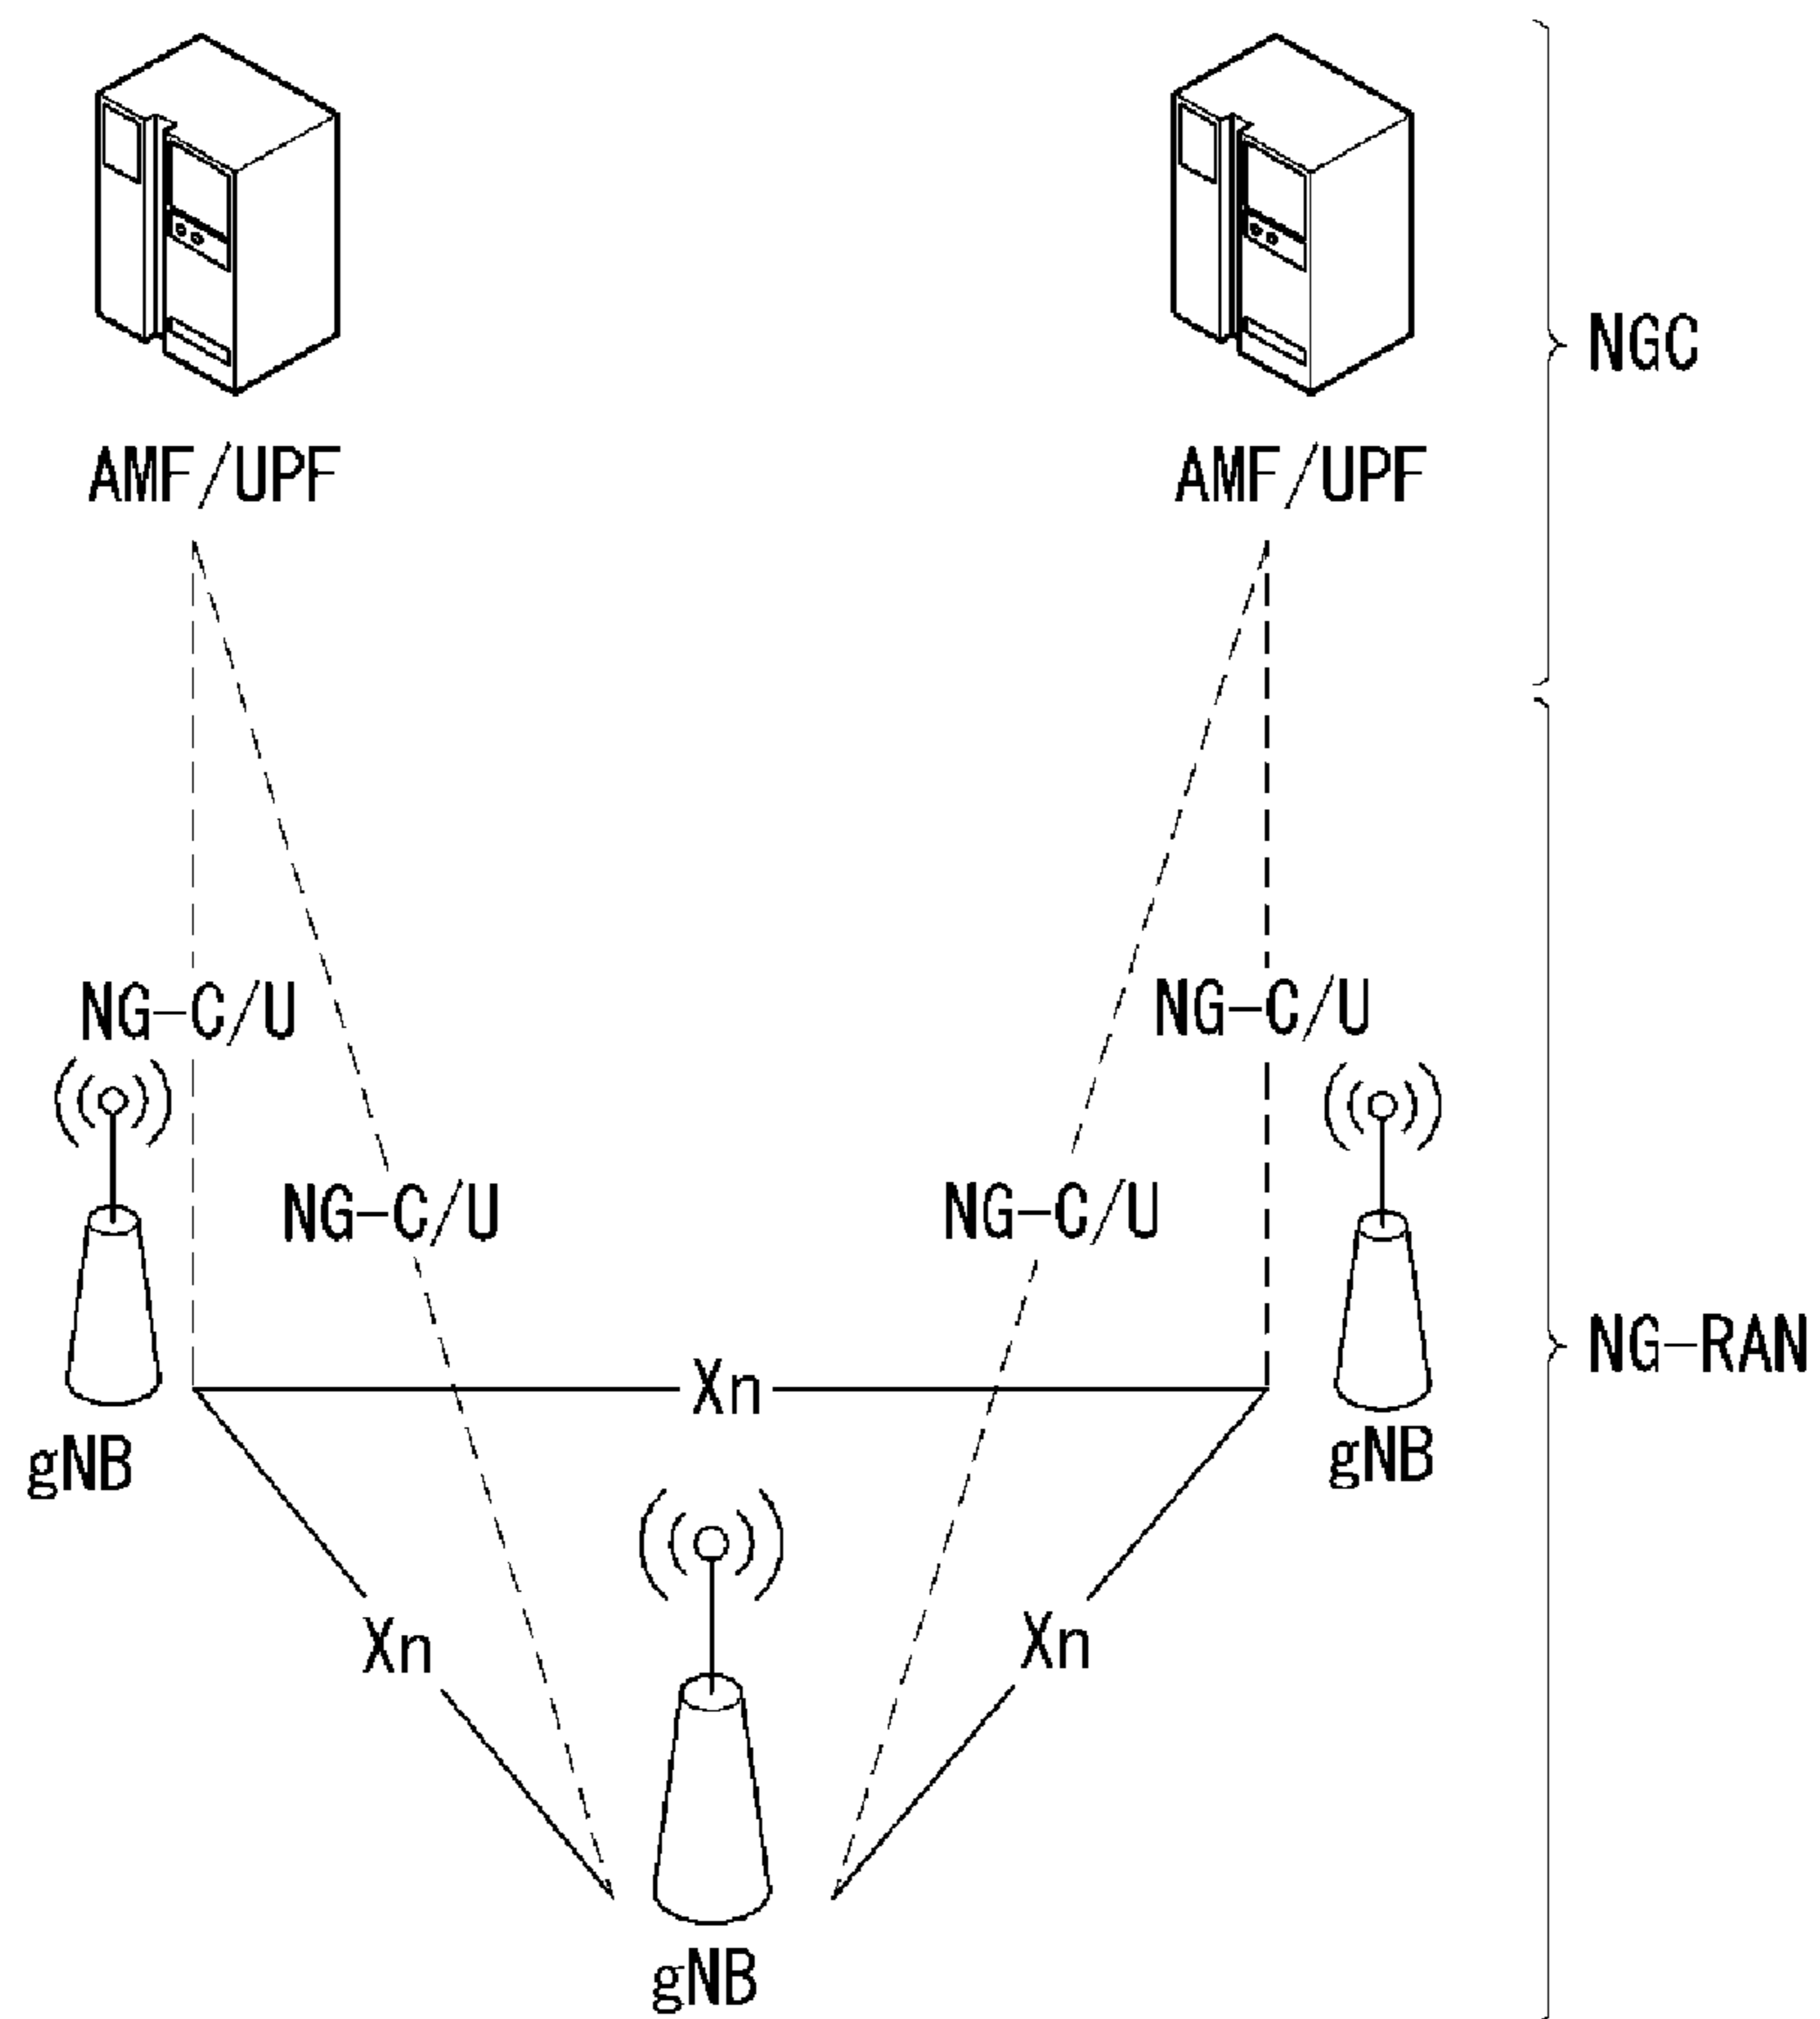 NGC
AMF/UPF
AMF/UPF
NG-C/U
NG-C/U
NG-C/U
NG-C/U
NG-RAN
Xn
gNB
gNB
Xn
Xn
gNB